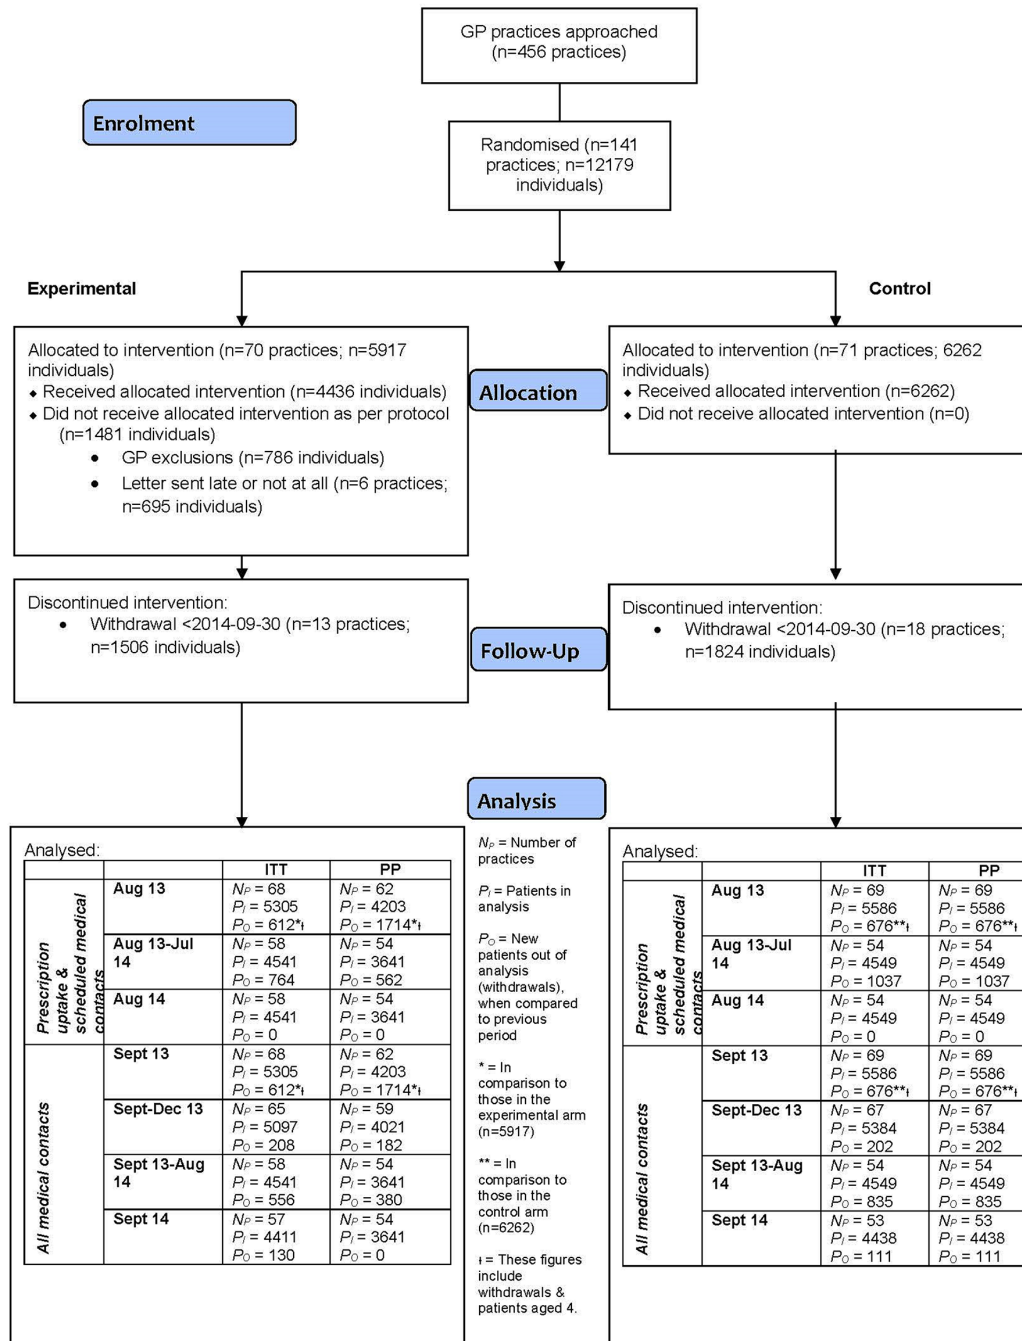 GP practices approached
(n=456 practices)
Enrolment
Randomised (n=141
practices; n=12179
individuals)
Experimental
Control
Allocated to intervention (n=70 practices; n=5917
individuals)
⬥ Received allocated intervention (n=4436 individuals)
⬥ Did not receive allocated intervention as per protocol
(n=1481 individuals)
● GP exclusions (n=786 individuals)
● Letter sent late or not at all (n=6 practices;
n=695 individuals)
Allocation
Allocated to intervention (n=71 practices; 6262
individuals)
⬥ Received allocated intervention (n=6262)
⬥ Did not receive allocated intervention (n=0)
Discontinued intervention:
● Withdrawal <2014-09-30 (n=13 practices;
n=1506 individuals)
Follow-Up
Discontinued intervention:
● Withdrawal <2014-09-30 (n=18 practices;
n=1824 individuals)
Analysis
Analysed:
ITT PP
Prescription
uptake &
scheduled medical
contacts
Aug 13 Nₚ = 68 Nₚ = 62
Pᵢ = 5305 Pᵢ = 4203
Pₒ = 612*ƚ Pₒ = 1714*ƚ
Aug 13-Jul Nₚ = 58 Nₚ = 54
14 Pᵢ = 4541 Pᵢ = 3641
Pₒ = 764 Pₒ = 562
Aug 14 Nₚ = 58 Nₚ = 54
Pᵢ = 4541 Pᵢ = 3641
Pₒ = 0 Pₒ = 0
All medical contacts
Sept 13 Nₚ = 68 Nₚ = 62
Pᵢ = 5305 Pᵢ = 4203
Pₒ = 612*ƚ Pₒ = 1714*ƚ
Sept-Dec 13 Nₚ = 65 Nₚ = 59
Pᵢ = 5097 Pᵢ = 4021
Pₒ = 208 Pₒ = 182
Sept 13-Aug Nₚ = 58 Nₚ = 54
14 Pᵢ = 4541 Pᵢ = 3641
Pₒ = 556 Pₒ = 380
Sept 14 Nₚ = 57 Nₚ = 54
Pᵢ = 4411 Pᵢ = 3641
Pₒ = 130 Pₒ = 0
Nₚ = Number of
practices
Pᵢ = Patients in
analysis
Pₒ = New
patients out of
analysis
(withdrawals),
when compared
to previous
period
* = In
comparison to
those in the
experimental arm
(n=5917)
** = In
comparison to
those in the
control arm
(n=6262)
ƚ = These figures
include
withdrawals &
patients aged 4.
Analysed:
ITT PP
Prescription
uptake &
scheduled medical
contacts
Aug 13 Nₚ = 69 Nₚ = 69
Pᵢ = 5586 Pᵢ = 5586
Pₒ = 676**ƚ Pₒ = 676**ƚ
Aug 13-Jul Nₚ = 54 Nₚ = 54
14 Pᵢ = 4549 Pᵢ = 4549
Pₒ = 1037 Pₒ = 1037
Aug 14 Nₚ = 54 Nₚ = 54
Pᵢ = 4549 Pᵢ = 4549
Pₒ = 0 Pₒ = 0
All medical contacts
Sept 13 Nₚ = 69 Nₚ = 69
Pᵢ = 5586 Pᵢ = 5586
Pₒ = 676**ƚ Pₒ = 676**ƚ
Sept-Dec 13 Nₚ = 67 Nₚ = 67
Pᵢ = 5384 Pᵢ = 5384
Pₒ = 202 Pₒ = 202
Sept 13-Aug Nₚ = 54 Nₚ = 54
14 Pᵢ = 4549 Pᵢ = 4549
Pₒ = 835 Pₒ = 835
Sept 14 Nₚ = 53 Nₚ = 53
Pᵢ = 4438 Pᵢ = 4438
Pₒ = 111 Pₒ = 111